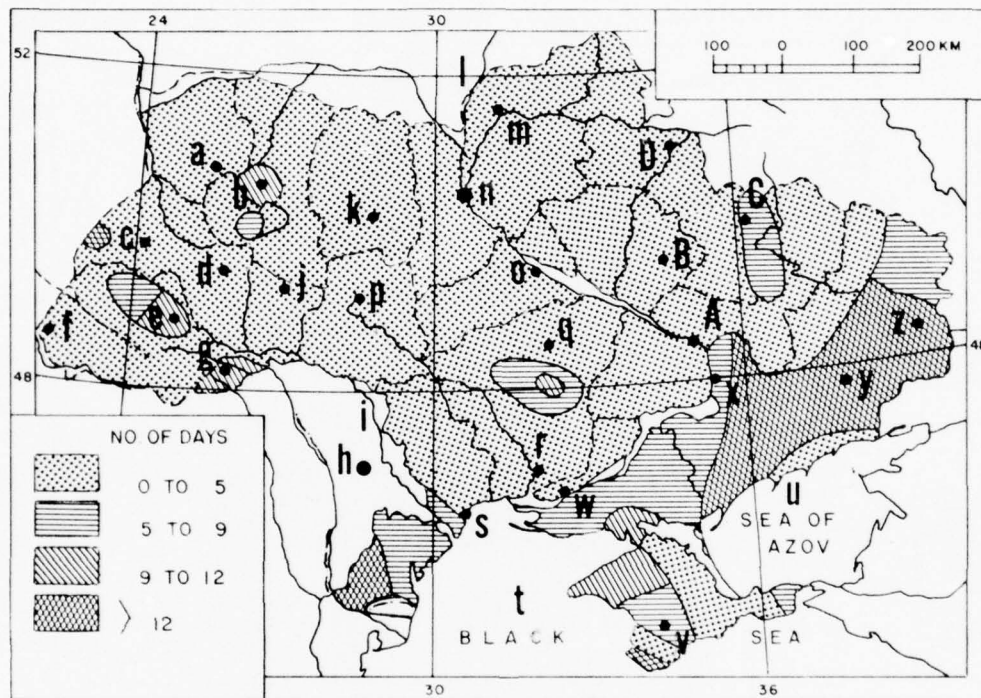 24
30
52
100 0 100 200 KM
l
a
m
D
b
n
C
k
c
B
d
o
j
p
A
e
f
q
z
g
48
48
x
y
NO. OF DAYS
i
r
h
0 TO 5
w
u
s
SEA OF
5 TO 9
AZOV
9 TO 12
t
> 12
BLACK
v
SEA
30
36